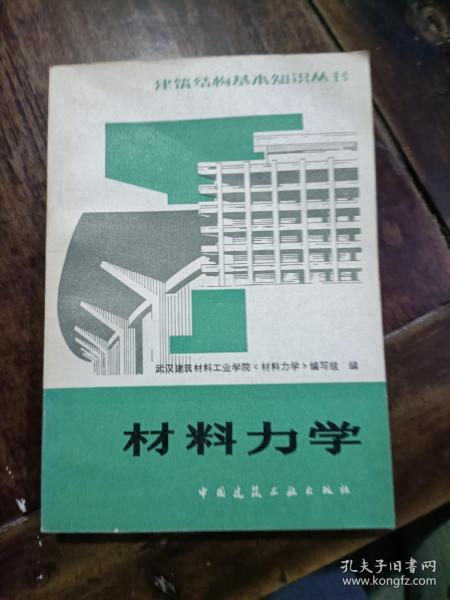 建筑结构基本知识丛书
武汉建筑材料工业学院《材料力学》编写组 编
材料力学
中国建筑工业出版社
孔夫子旧书网
www.kongfz.com